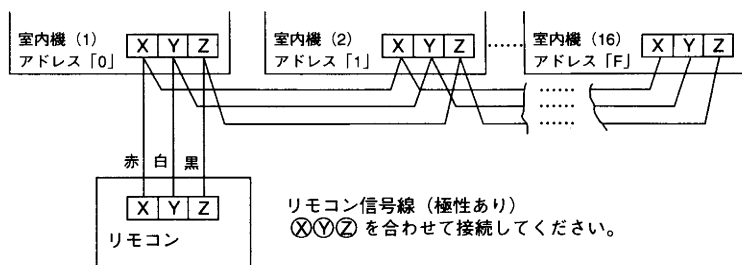 室内機（1）
アドレス「0」
X Y Z
室内機（2）
アドレス「1」
X Y Z
室内機（16）
アドレス「F」
X Y Z
赤 白 黒
X Y Z
リモコン
リモコン信号線（極性あり）
ⓍⓎⓏ を合わせて接続してください。